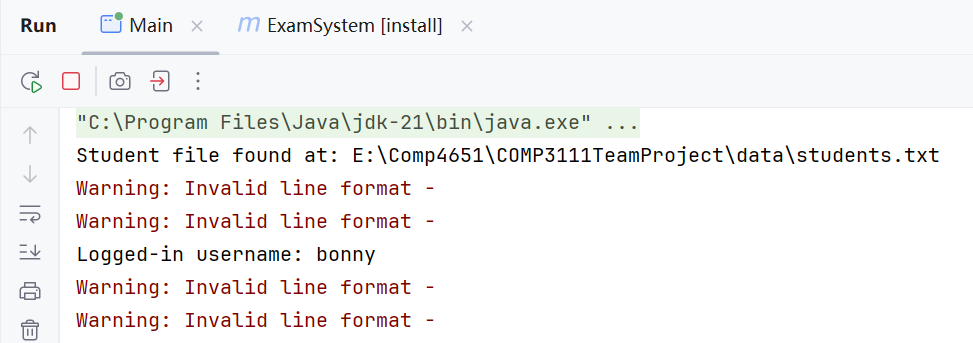 Run Main ExamSystem [install]
"C:\Program Files\Java\jdk-21\bin\java.exe" ...
Student file found at: E:\Comp4651\COMP3111TeamProject\data\students.txt
Warning: Invalid line format -
Warning: Invalid line format -
Logged-in username: bonny
Warning: Invalid line format -
Warning: Invalid line format -